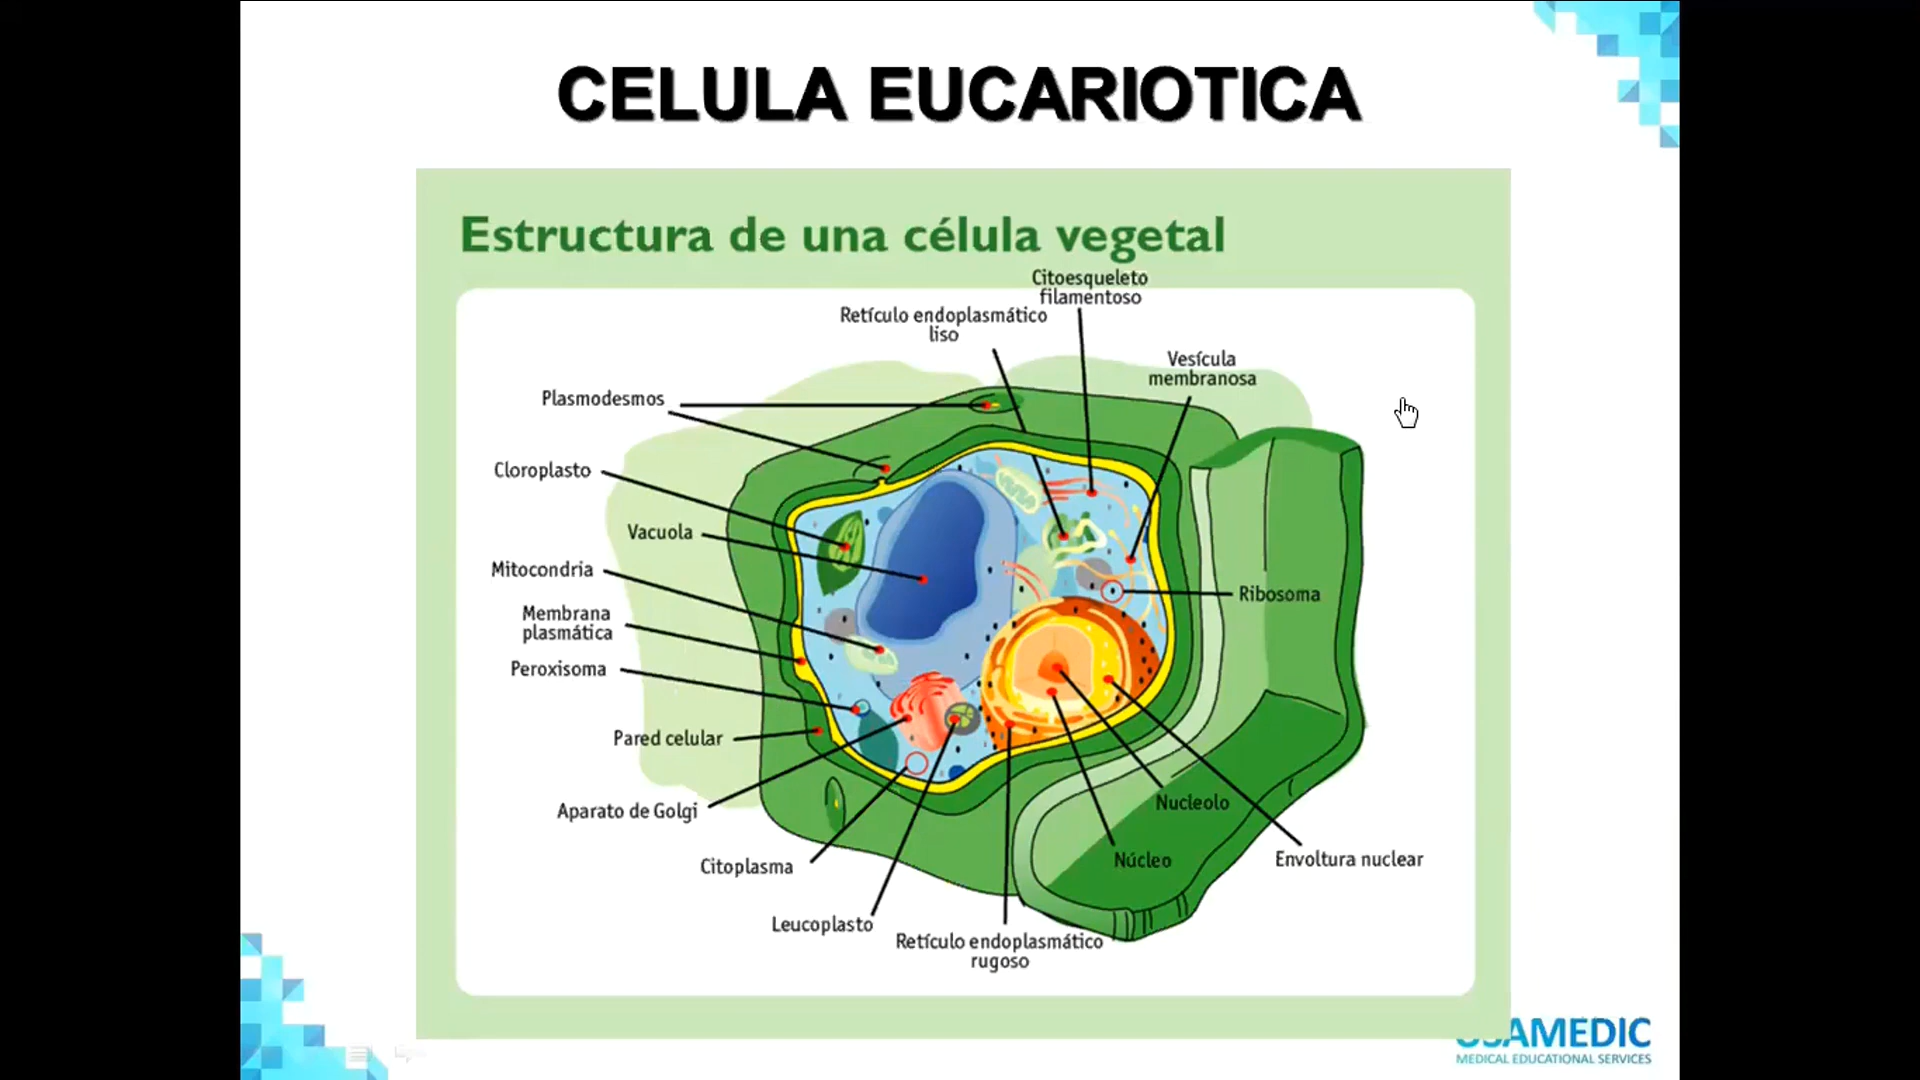 CELULA EUCARIOTICA
Estructura de una célula vegetal
Citoesqueleto
filamentoso
Retículo endoplasmático
liso
Vesícula
membranosa
Plasmodesmos
Cloroplasto
Vacuola
Mitocondria
Membrana
plasmática
Peroxisoma
Ribosoma
Pared celular
Aparato de Golgi
Nucleolo
Citoplasma
Núcleo
Envoltura nuclear
Leucoplasto
Retículo endoplasmático
rugoso
USAMEDIC
MEDICAL EDUCATIONAL SERVICES